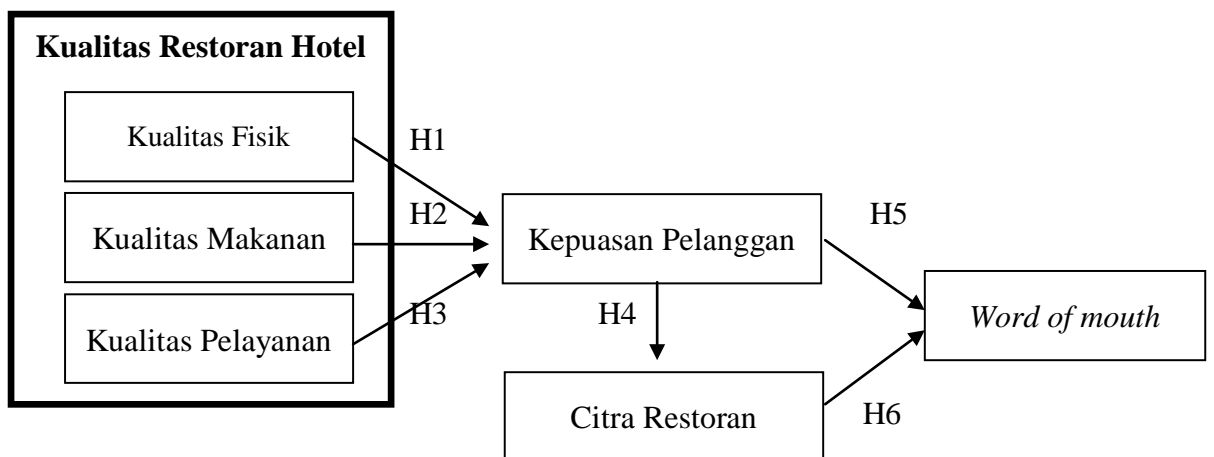 Kualitas Restoran Hotel
Kualitas Fisik
H1
Kualitas Makanan
H2
Kepuasan Pelanggan
H5
Kualitas Pelayanan
H3
H4
Word of mouth
Citra Restoran
H6